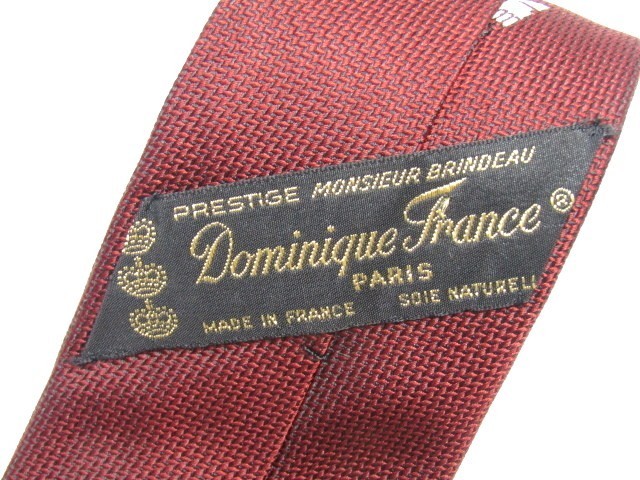 PRESTIGE MONSIEUR BRINDEAU
Dominique France ®
PARIS
MADE IN FRANCE SOIE NATURELL